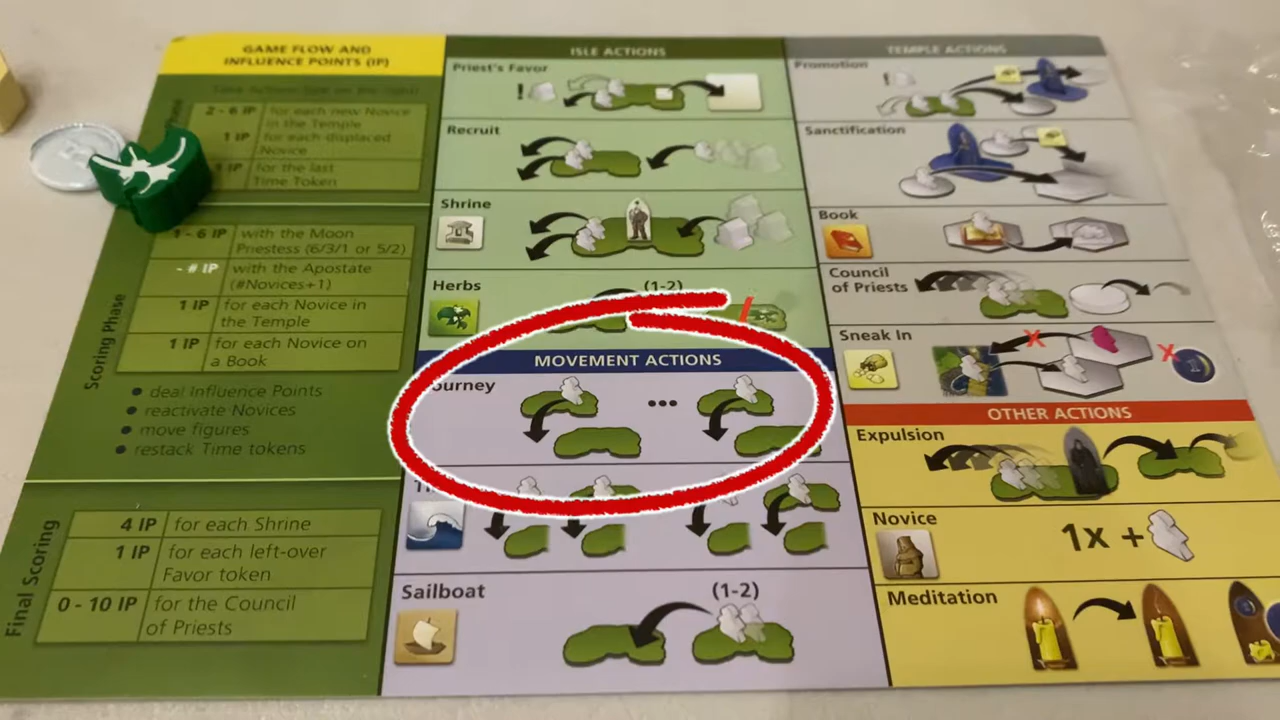 GAME FLOW AND
INFLUENCE POINTS (IP)
2 - 6 IP for each new Novice
in the Temple
1 IP for each displaced
Novice
IP for the last
Time Token
1 - 6 IP with the Moon
Priestess (6/3/1 or 5/2)
- # IP with the Apostate
(#Novices+1)
1 IP for each Novice in
the Temple
1 IP for each Novice on
a Book
Scoring Phase
• deal Influence Points
• reactivate Novices
• move figures
• restack Time tokens
Final Scoring
4 IP for each Shrine
1 IP for each left-over
Favor token
0 - 10 IP for the Council
of Priests
ISLE ACTIONS
Priest's Favor
!
Recruit
Shrine
Herbs
(1-2)
MOVEMENT ACTIONS
ourney
...
Sailboat
(1-2)
TEMPLE ACTIONS
Promotion
!
Sanctification
Book
Council
of Priests
Sneak In
X
X
OTHER ACTIONS
Expulsion
Novice
1x +
Meditation